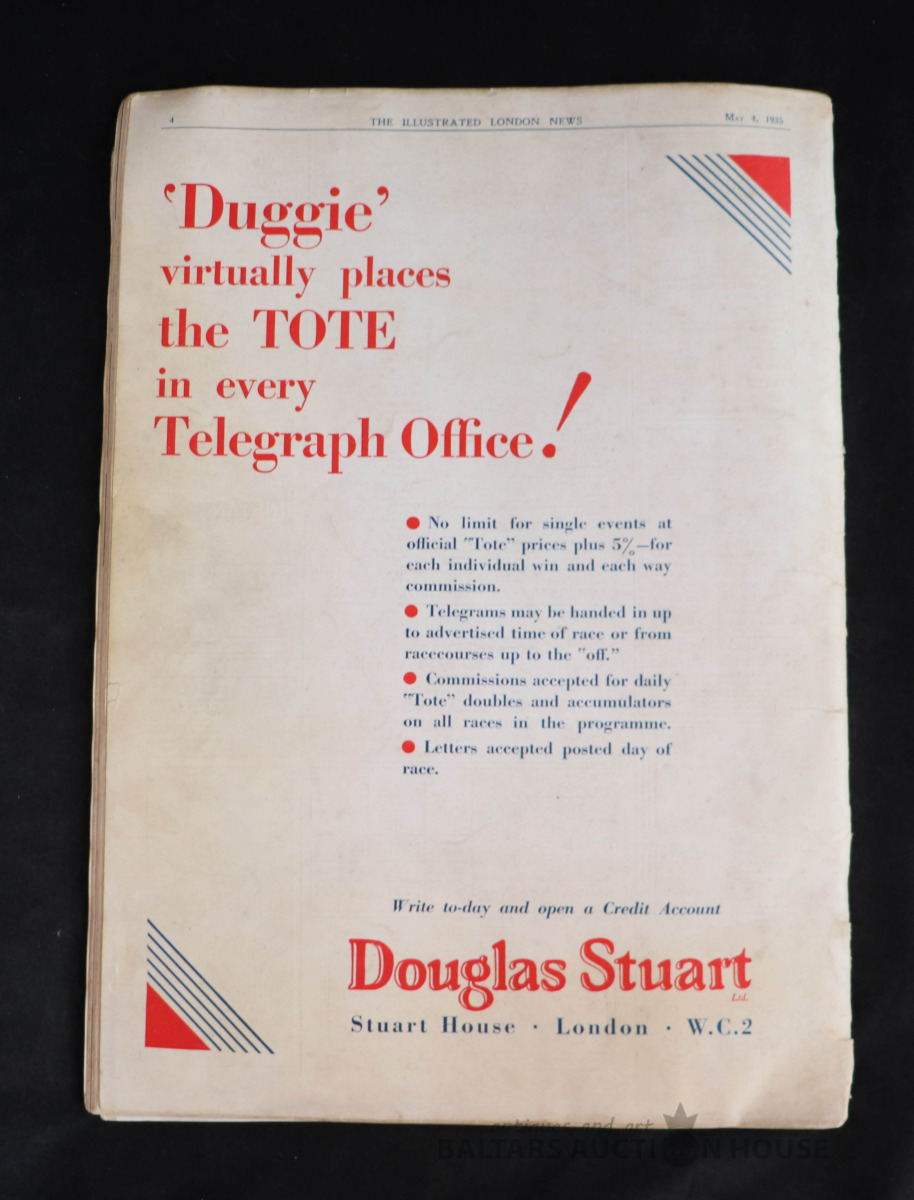 4 THE ILLUSTRATED LONDON NEWS May 4, 1935
‘Duggie’
virtually places
the TOTE
in every
Telegraph Office!
● No limit for single events at
official "Tote" prices plus 5%—for
each individual win and each way
commission.
● Telegrams may be handed in up
to advertised time of race or from
racecourses up to the "off."
● Commissions accepted for daily
"Tote" doubles and accumulators
on all races in the programme.
● Letters accepted posted day of
race.
Write to-day and open a Credit Account
Douglas Stuart
Ltd.
Stuart House · London · W.C.2
antiques and art
BALTARS AUCTION HOUSE